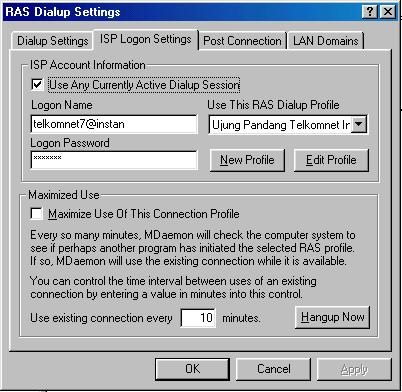 RAS Dialup Settings
Dialup Settings
ISP Logon Settings
Post Connection
LAN Domains
ISP Account Information
Use Any Currently Active Dialup Session
Logon Name
Use This RAS Dialup Profile
telkomnet7@instan
Ujung Pandang Telkomnet In
Logon Password
*******
New Profile
Edit Profile
Maximized Use
Maximize Use Of This Connection Profile
Every so many minutes, MDaemon will check the computer system to
see if perhaps another program has initiated the selected RAS profile.
If so, MDaemon will use the existing connection while it is available.
You can control the time interval between uses of an existing
connection by entering a value in minutes into this control.
Use existing connection every 10 minutes.
Hangup Now
OK
Cancel
Apply